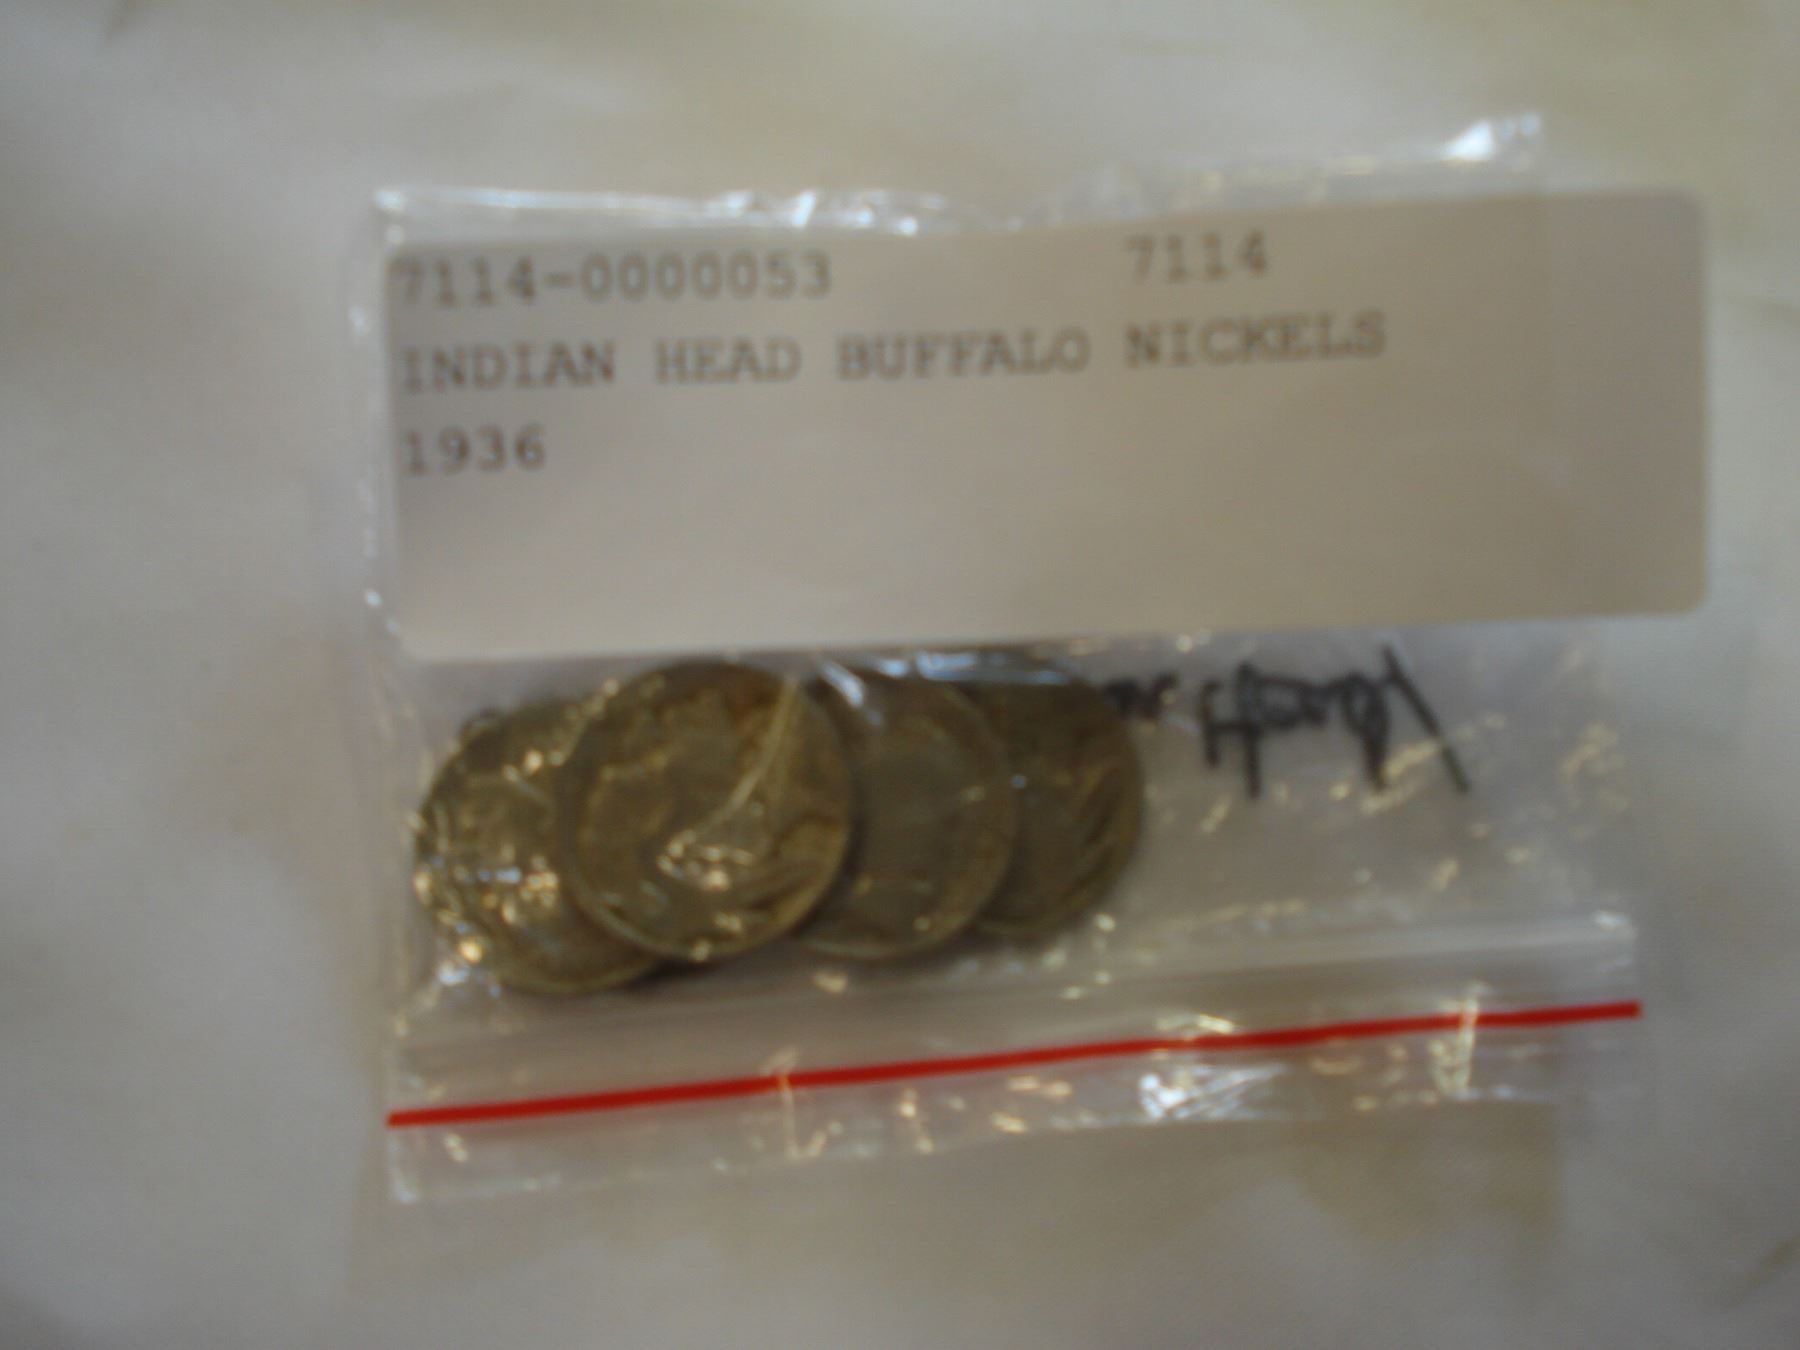 7114-0000053 7114
INDIAN HEAD BUFFALO NICKELS
1936